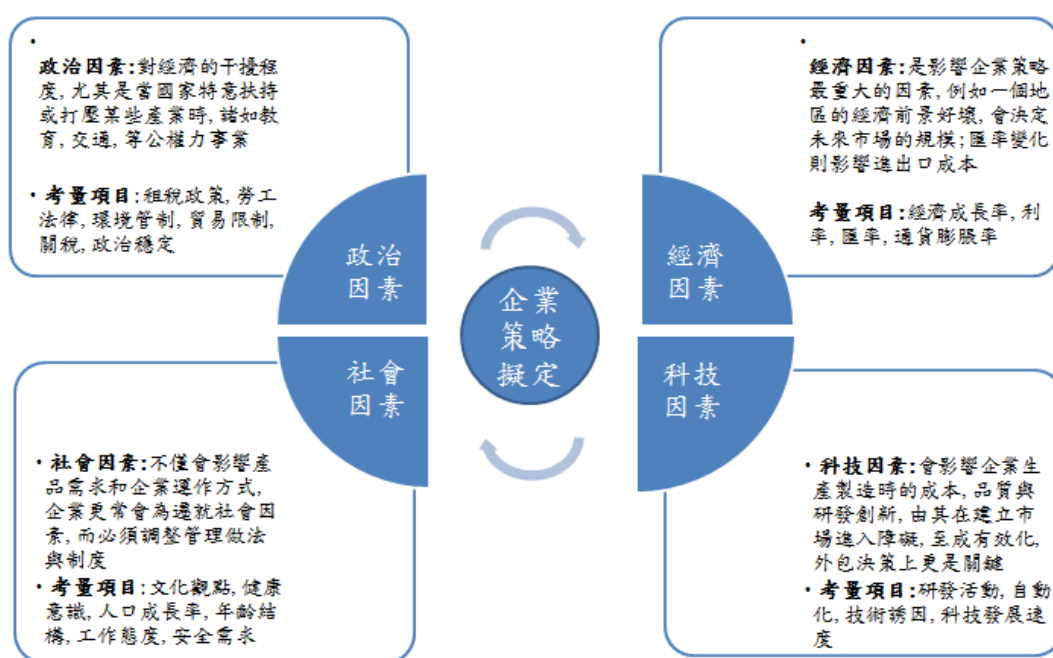 政治因素:對經濟的干擾程
度, 尤其是當國家特意扶持
或打壓某些產業時, 諸如教
育, 交通, 等公權力事業
• 考量項目:租稅政策, 勞工
法律, 環境管制, 貿易限制,
關稅, 政治穩定
經濟因素:是影響企業策略
最重大的因素, 例如一個地
區的經濟前景好壞, 會決定
未來市場的規模; 匯率變化
則影響進出口成本
考量項目:經濟成長率, 利
率, 匯率, 通貨膨脹率
政治
因素
經濟
因素
企業
策略
擬定
社會
因素
科技
因素
• 社會因素:不僅會影響產
品需求和企業運作方式,
企業更常會為遷就社會因
素, 而必須調整管理做法
與制度
• 考量項目:文化觀點, 健康
意識, 人口成長率, 年齡結
構, 工作態度, 安全需求
• 科技因素:會影響企業生
產製造時的成本, 品質與
研發創新, 由其在建立市
場進入障礙, 至成有效化,
外包決策上更是關鍵
• 考量項目:研發活動, 自動
化, 技術誘因, 科技發展速
度